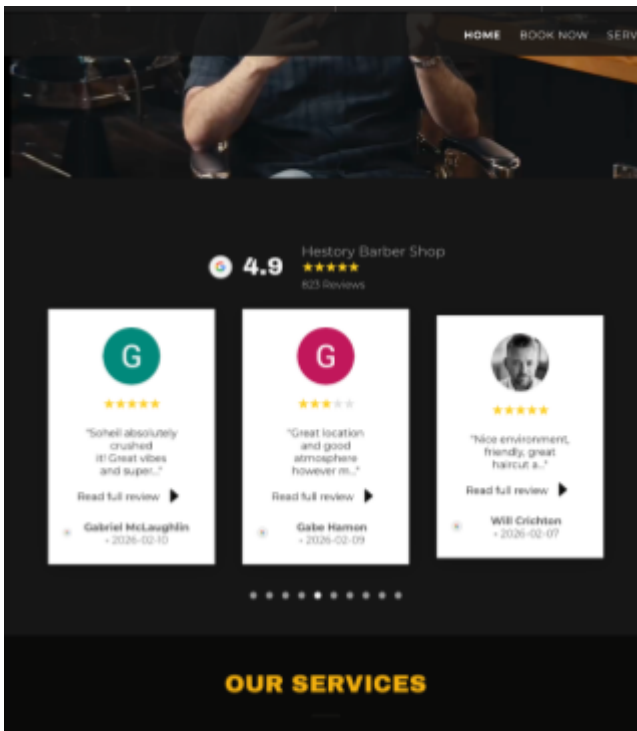 HOME BOOK NOW SERV
4.9
Hestory Barber Shop
823 Reviews
G
"Soheil absolutely
crushed
it! Great vibes
and super..."
Read full review
Gabriel McLaughlin
- 2026-02-10
G
"Great location
and good
atmosphere
however m..."
Read full review
Gabe Hamon
- 2026-02-09
"Nice environment,
friendly, great
haircut a..."
Read full review
Will Crichton
- 2026-02-07
OUR SERVICES